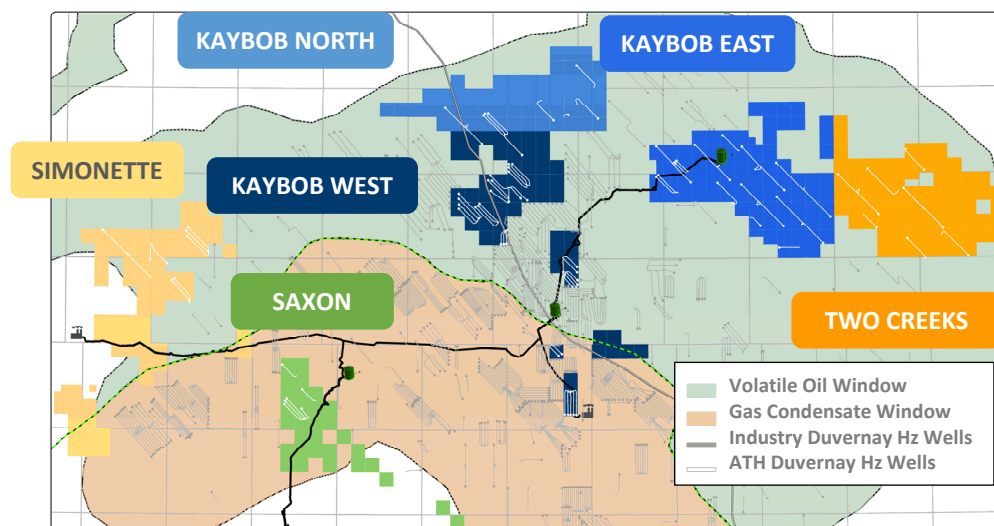 KAYBOB NORTH
KAYBOB EAST
SIMONETTE
KAYBOB WEST
SAXON
TWO CREEKS
Volatile Oil Window
Gas Condensate Window
Industry Duvernay Hz Wells
ATH Duvernay Hz Wells